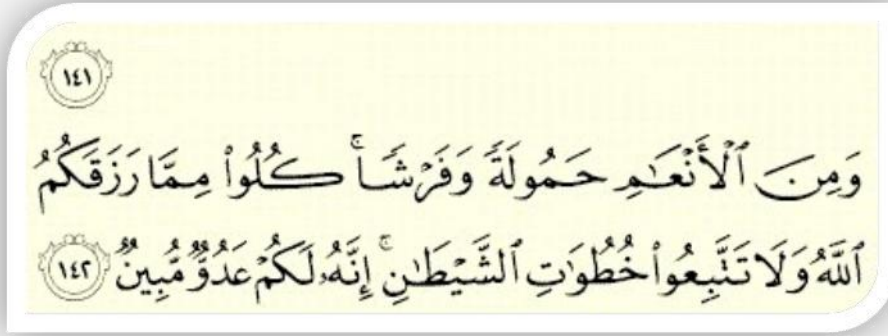 ١٤١
وَمِنَ ٱلْأَنْعَـٰمِ حَمُولَةً وَفَرْشًا ۚ كُلُوا۟ مِمَّا رَزَقَكُمُ
ٱللَّهُ وَلَا تَتَّبِعُوا۟ خُطُوَٰتِ ٱلشَّيْطَـٰنِ ۚ إِنَّهُۥ لَكُمْ عَدُوٌّ مُّبِينٌ ١٤٢